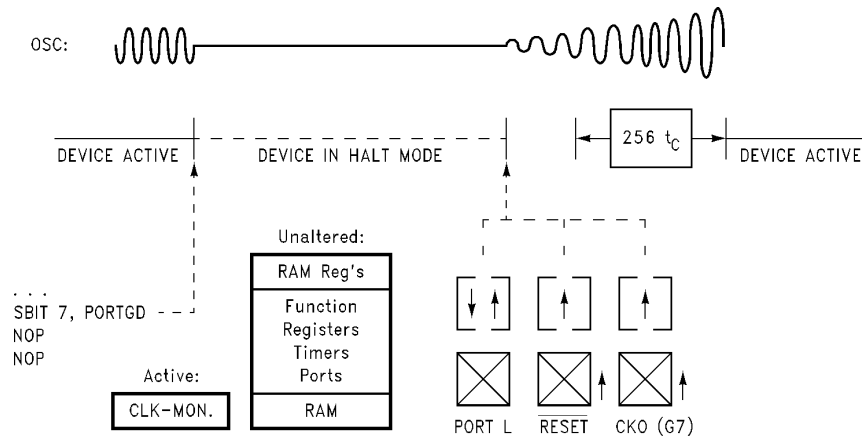 OSC:
256 tC
DEVICE ACTIVE
DEVICE IN HALT MODE
DEVICE ACTIVE
Unaltered:
RAM Reg's
Function
Registers
Timers
Ports
RAM
. . .
SBIT 7, PORTGD
NOP
NOP
Active:
CLK-MON.
PORT L
RESET
CKO (G7)